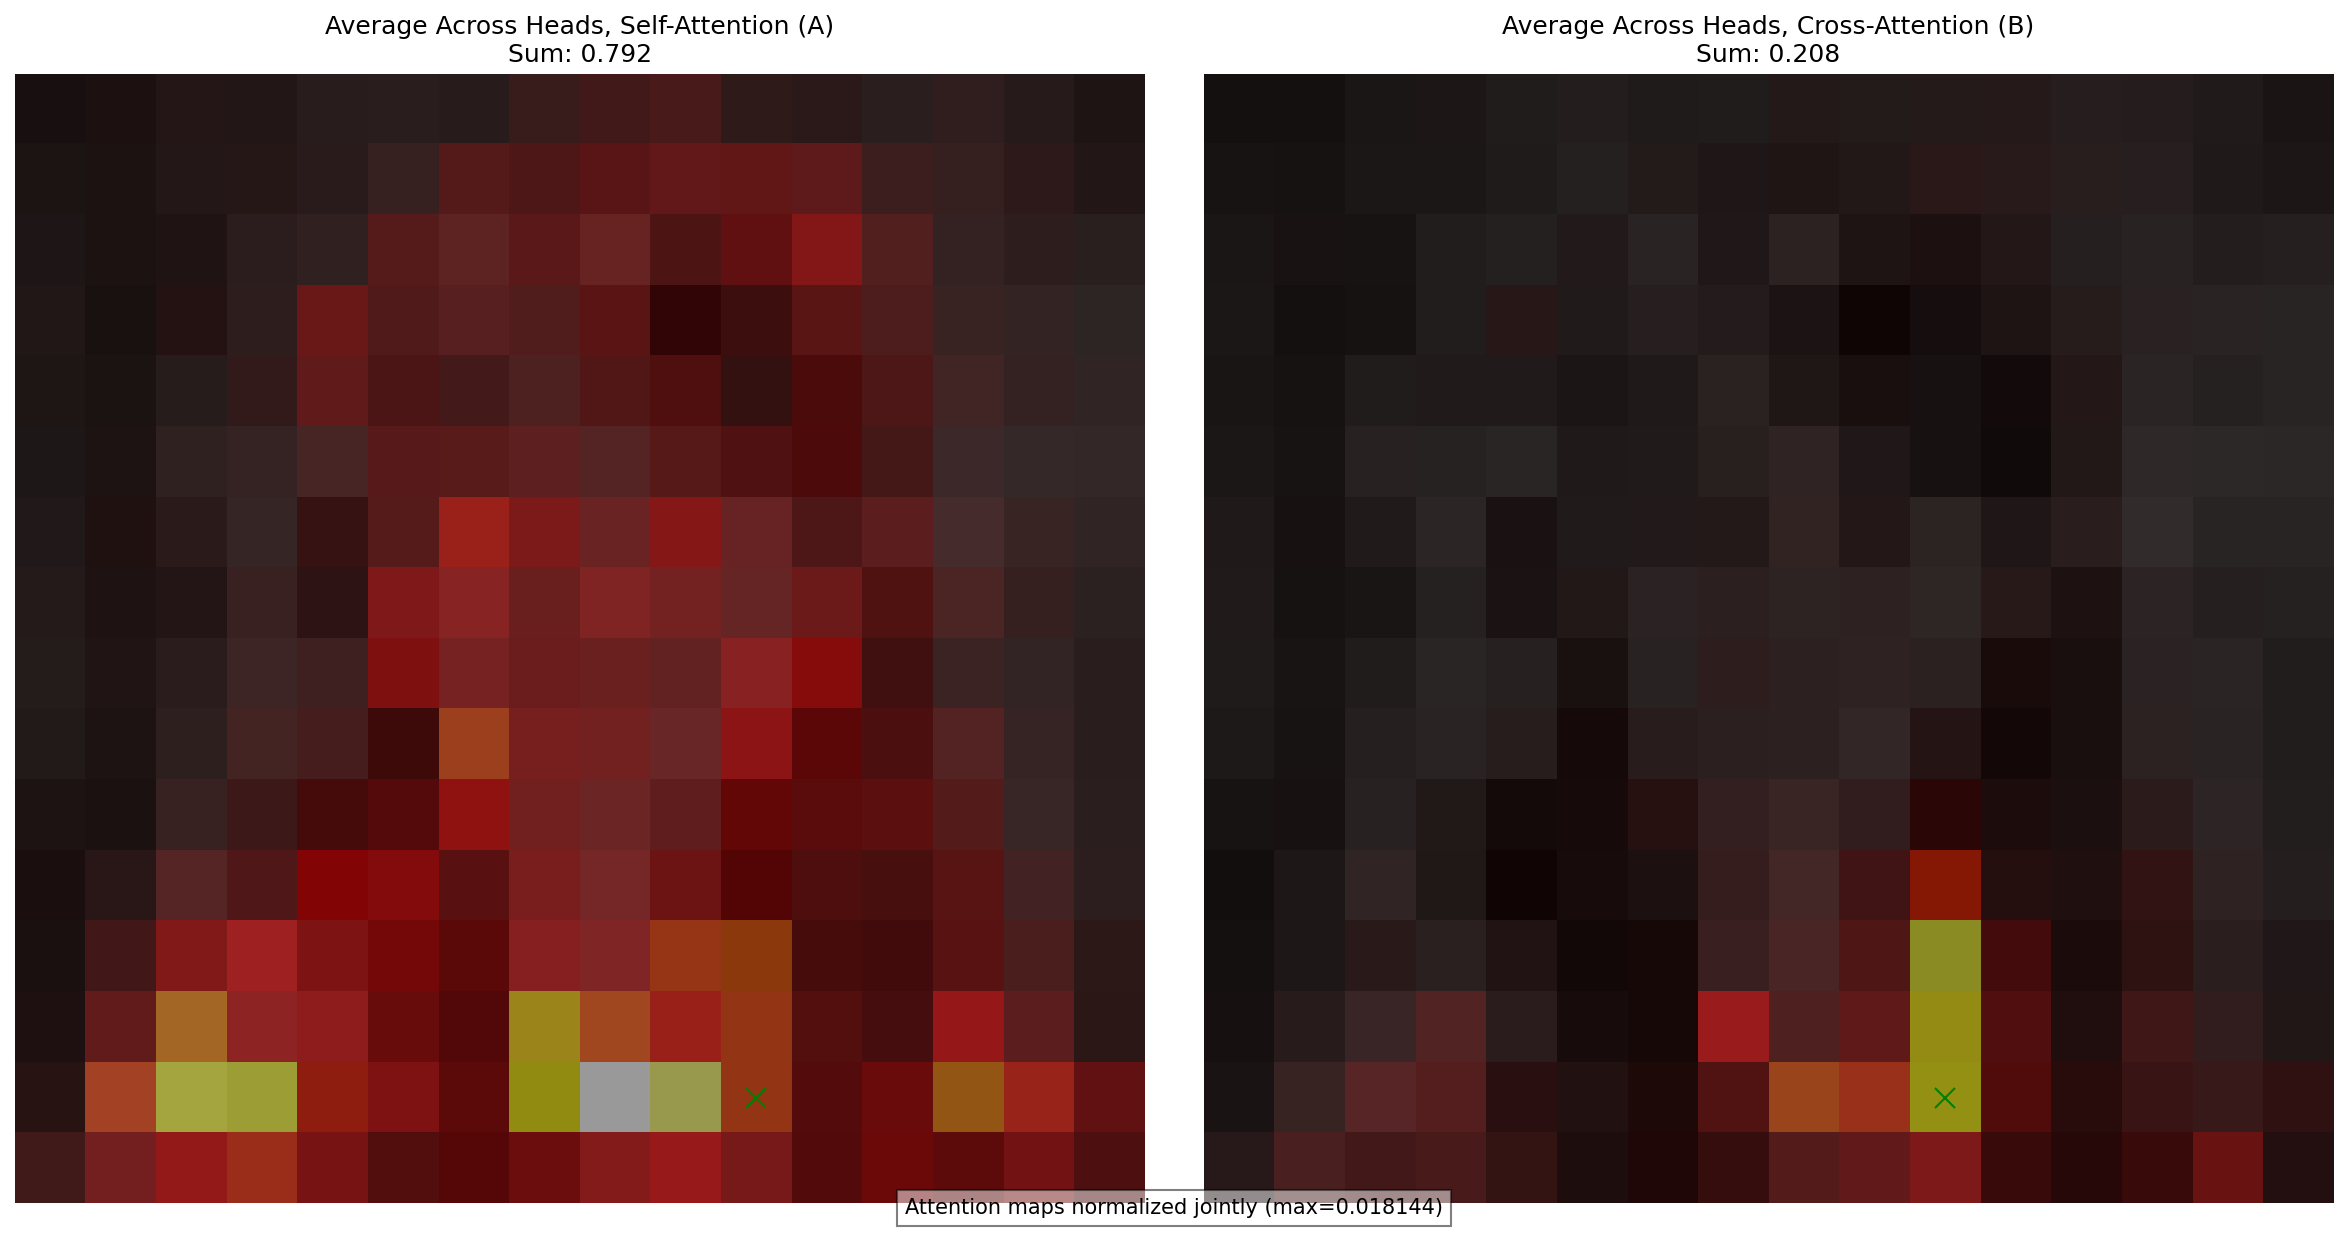 Average Across Heads, Self-Attention (A)
Sum: 0.792
Average Across Heads, Cross-Attention (B)
Sum: 0.208
Attention maps normalized jointly (max=0.018144)